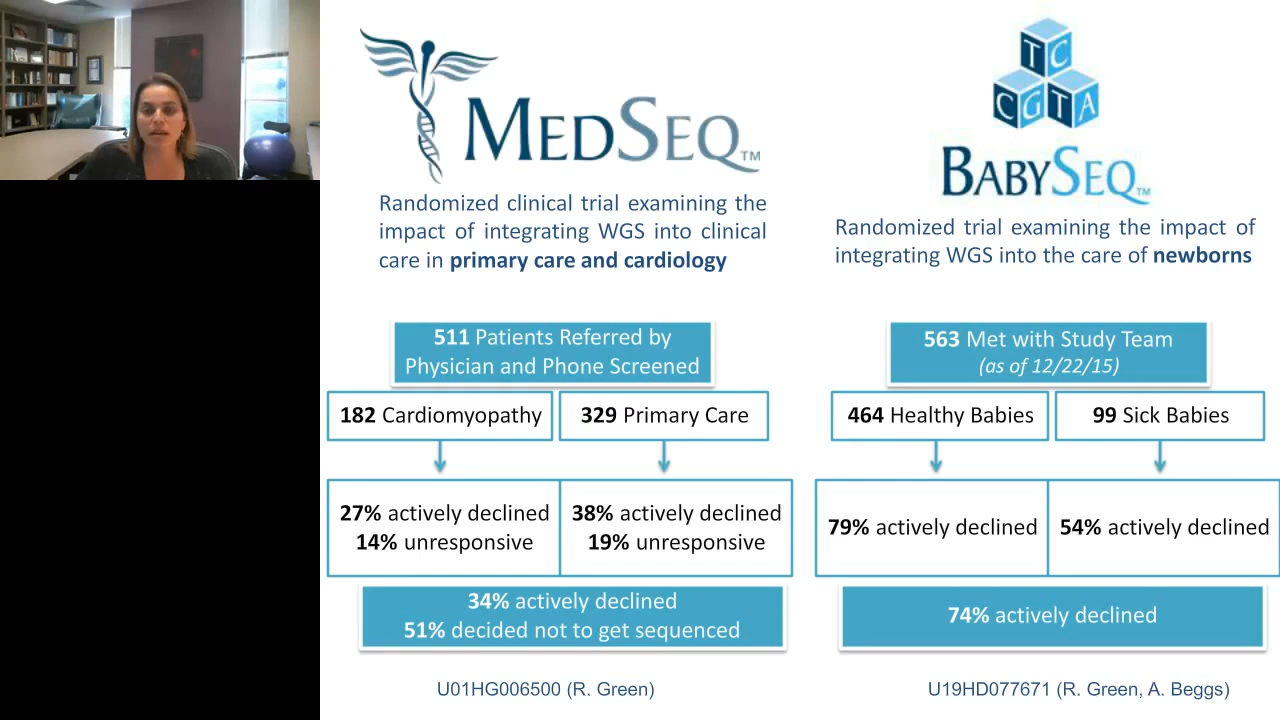 MEDSEQ™
Randomized clinical trial examining the
impact of integrating WGS into clinical
care in primary care and cardiology
511 Patients Referred by
Physician and Phone Screened
182 Cardiomyopathy
329 Primary Care
27% actively declined
14% unresponsive
38% actively declined
19% unresponsive
34% actively declined
51% decided not to get sequenced
U01HG006500 (R. Green)
TC
CGTA
BABYSEQ™
Randomized trial examining the impact of
integrating WGS into the care of newborns
563 Met with Study Team
(as of 12/22/15)
464 Healthy Babies
99 Sick Babies
79% actively declined
54% actively declined
74% actively declined
U19HD077671 (R. Green, A. Beggs)